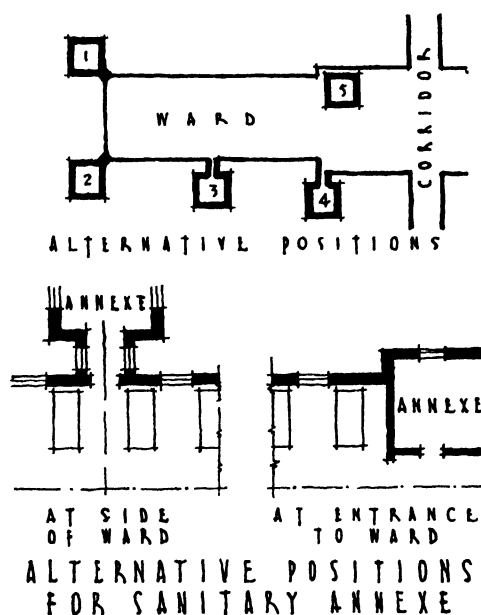 1
5
WARD
CORRIDOR
2
3
4
ALTERNATIVE POSITIONS
ANNEXE
ANNEXE
AT SIDE
OF WARD
AT ENTRANCE
TO WARD
ALTERNATIVE POSITIONS
FOR SANITARY ANNEXE